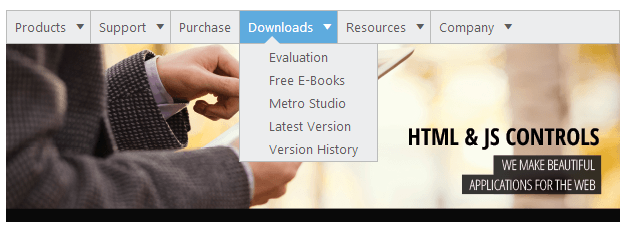 Products Support Purchase Downloads Resources Company
Evaluation
Free E-Books
Metro Studio
Latest Version
Version History
HTML & JS CONTROLS
WE MAKE BEAUTIFUL
APPLICATIONS FOR THE WEB